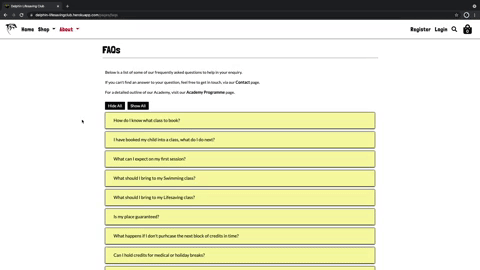 Delphin Lifesaving Club
delphin-lifesavingclub.herokuapp.com/pages/faqs
Home Shop About Register Login
0
FAQs
Below is a list of some of our frequently asked questions to help in your enquiry.
If you can't find an answer to your question, feel free to get in touch, via our Contact page.
For a detailed outline of our Academy, visit our Academy Programme page.
Hide All Show All
How do I know what class to book?
I have booked my child into a class, what do I do next?
What can I expect on my first session?
What should I bring to my Swimming class?
What should I bring to my Lifesaving class?
Is my place guaranteed?
What happens if I don't purhcase the next block of credits in time?
Can I hold credits for medical or holiday breaks?